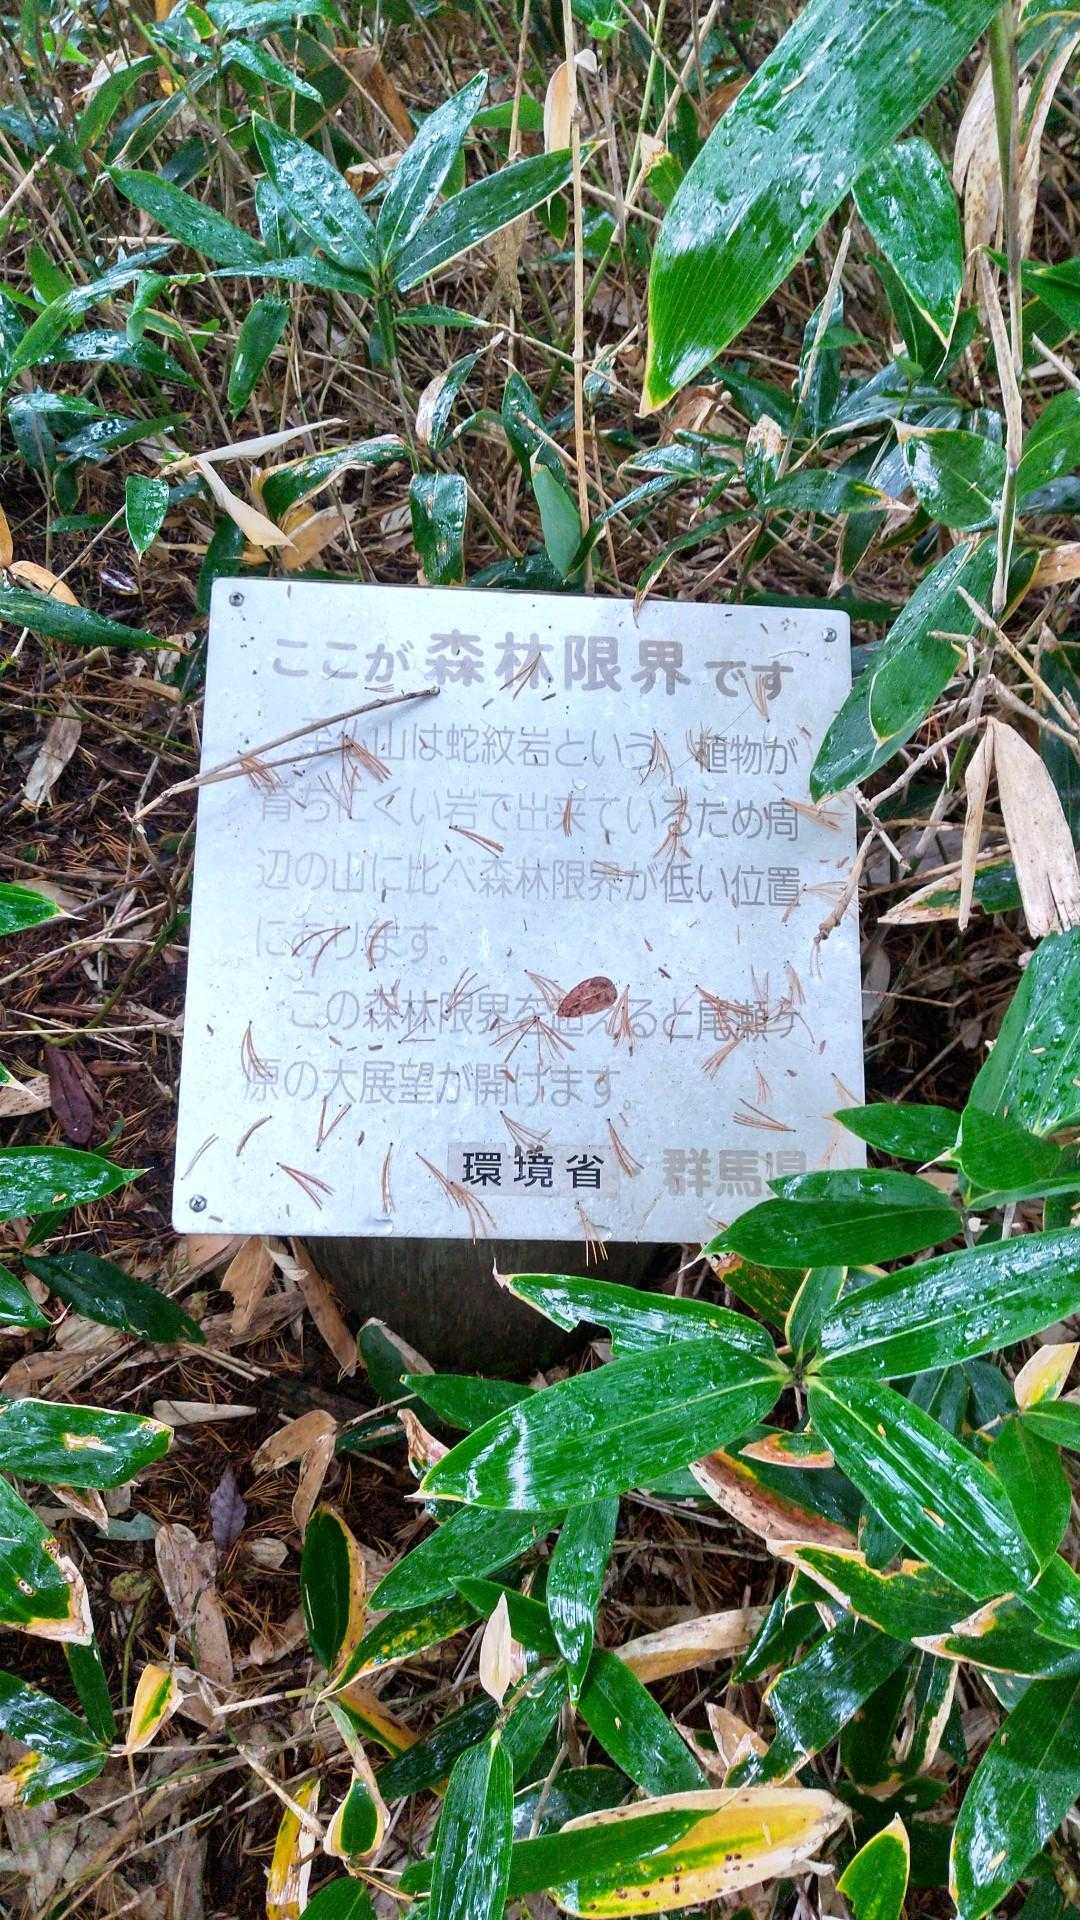 ここが森林限界です
至仏山は蛇紋岩という、植物が
育ちにくい岩で出来ているため周
辺の山に比べ森林限界が低い位置
にあります。
この森林限界を超えると尾瀬ヶ
原の大展望が開けます。
環境省 群馬県